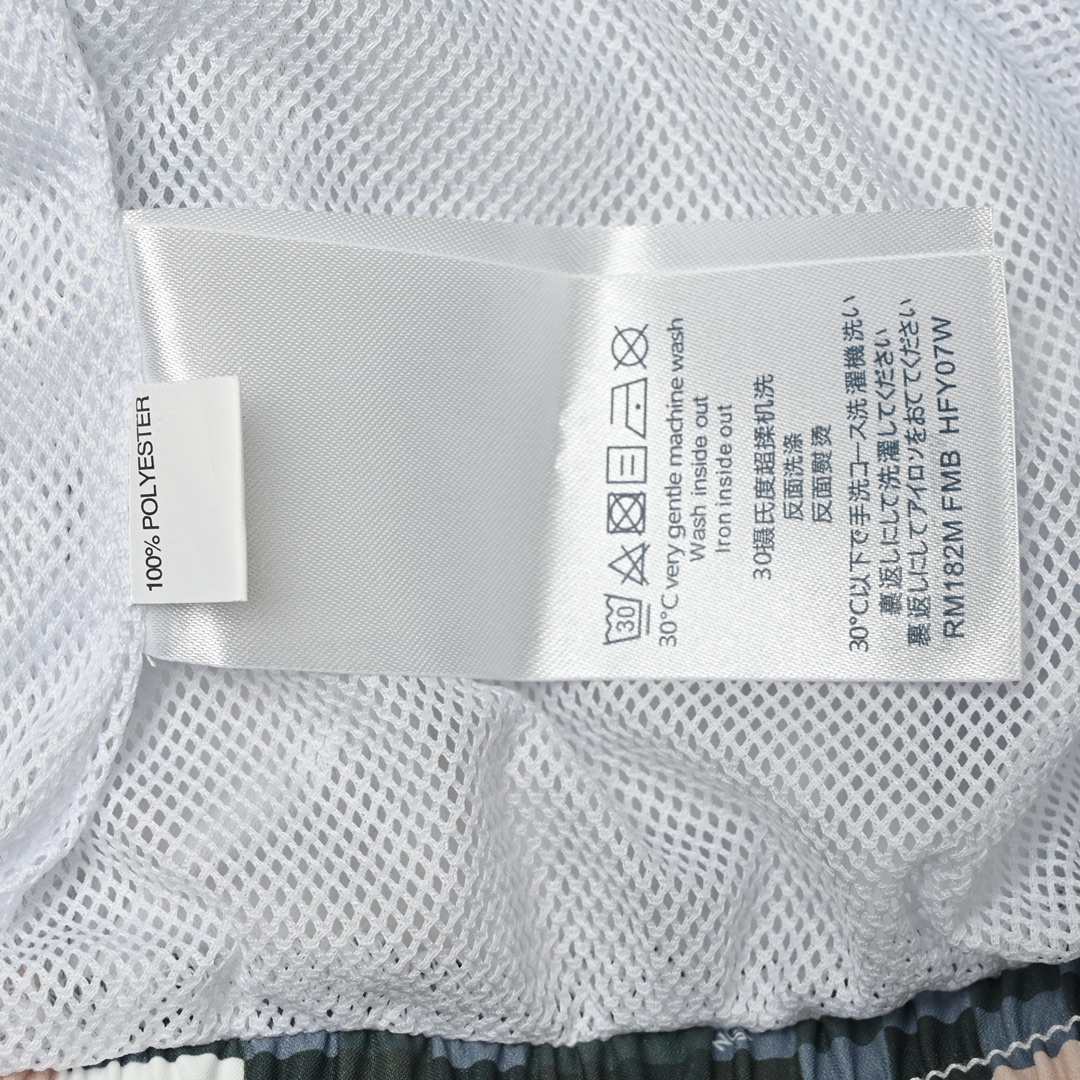 100% POLYESTER
30
30°C very gentle machine wash
Wash inside out
Iron inside out
30摄氏度超揉机洗
反面洗涤
反面熨烫
30℃以下で手洗コース洗濯機洗い
裏返しにして洗濯してください
裏返しにしてアイロンをおてください
RM182M FMB HFY07W